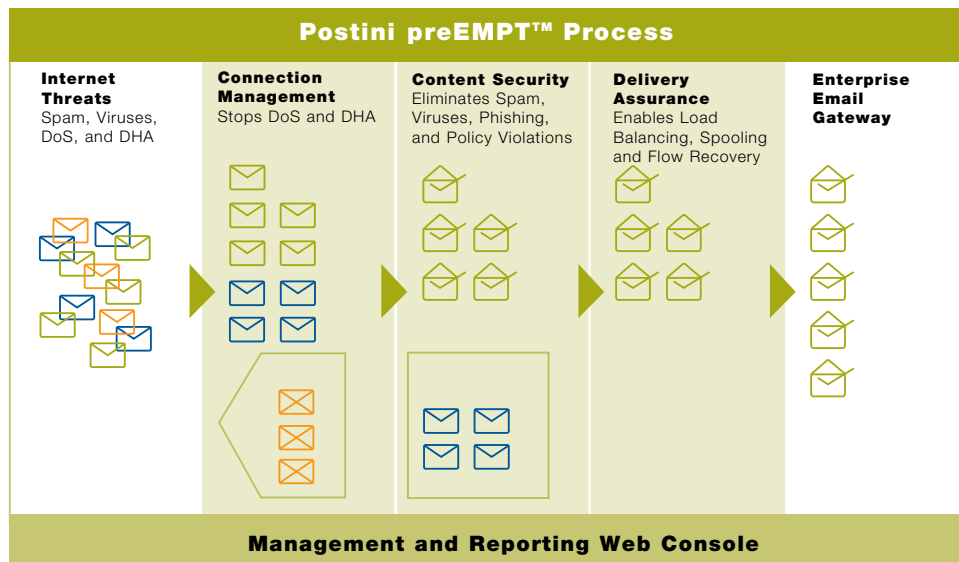 Postini preEMPT™ Process
Internet
Threats
Spam, Viruses,
DoS, and DHA
Connection
Management
Stops DoS and DHA
Content Security
Eliminates Spam,
Viruses, Phishing,
and Policy Violations
Delivery
Assurance
Enables Load
Balancing, Spooling
and Flow Recovery
Enterprise
Email
Gateway
Management and Reporting Web Console